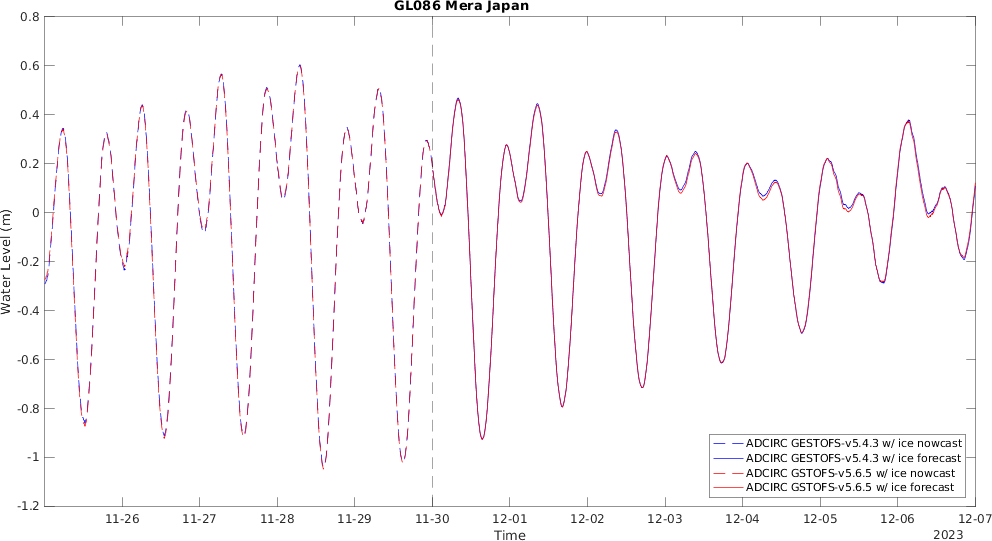 GL086 Mera Japan
0.8
0.6
0.4
0.2
0
-0.2
-0.4
-0.6
-0.8
-1
-1.2
Water Level (m)
ADCIRC GESTOFS-v5.4.3 w/ ice nowcast
ADCIRC GESTOFS-v5.4.3 w/ ice forecast
ADCIRC GSTOFS-v5.6.5 w/ ice nowcast
ADCIRC GSTOFS-v5.6.5 w/ ice forecast
11-26 11-27 11-28 11-29 11-30 12-01 12-02 12-03 12-04 12-05 12-06 12-07
Time
2023